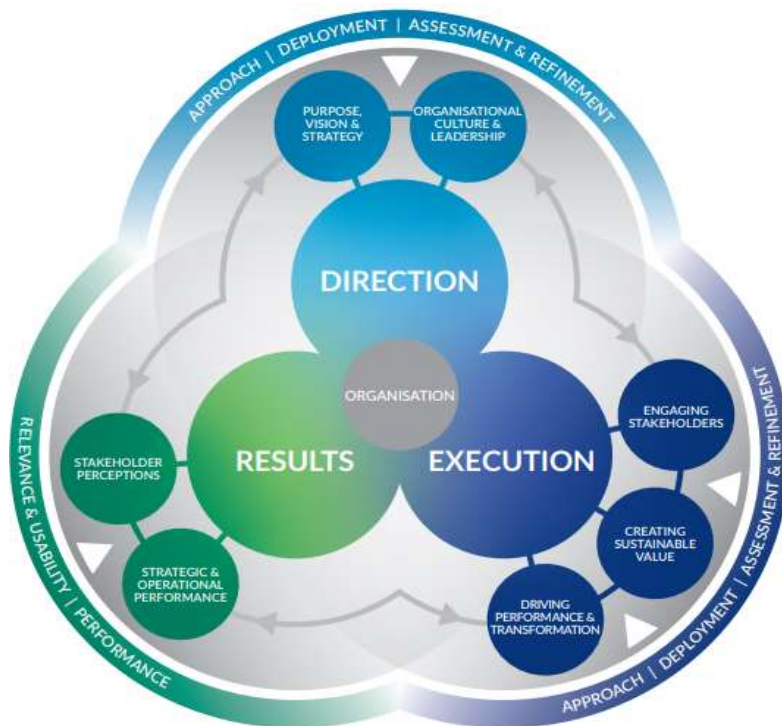 APPROACH | DEPLOYMENT | ASSESSMENT & REFINEMENT
PURPOSE,
VISION &
STRATEGY
ORGANISATIONAL
CULTURE &
LEADERSHIP
DIRECTION
ORGANISATION
RESULTS
EXECUTION
STAKEHOLDER
PERCEPTIONS
STRATEGIC &
OPERATIONAL
PERFORMANCE
ENGAGING
STAKEHOLDERS
CREATING
SUSTAINABLE
VALUE
DRIVING
PERFORMANCE &
TRANSFORMATION
RELEVANCE & USABILITY | PERFORMANCE
APPROACH | DEPLOYMENT | ASSESSMENT & REFINEMENT